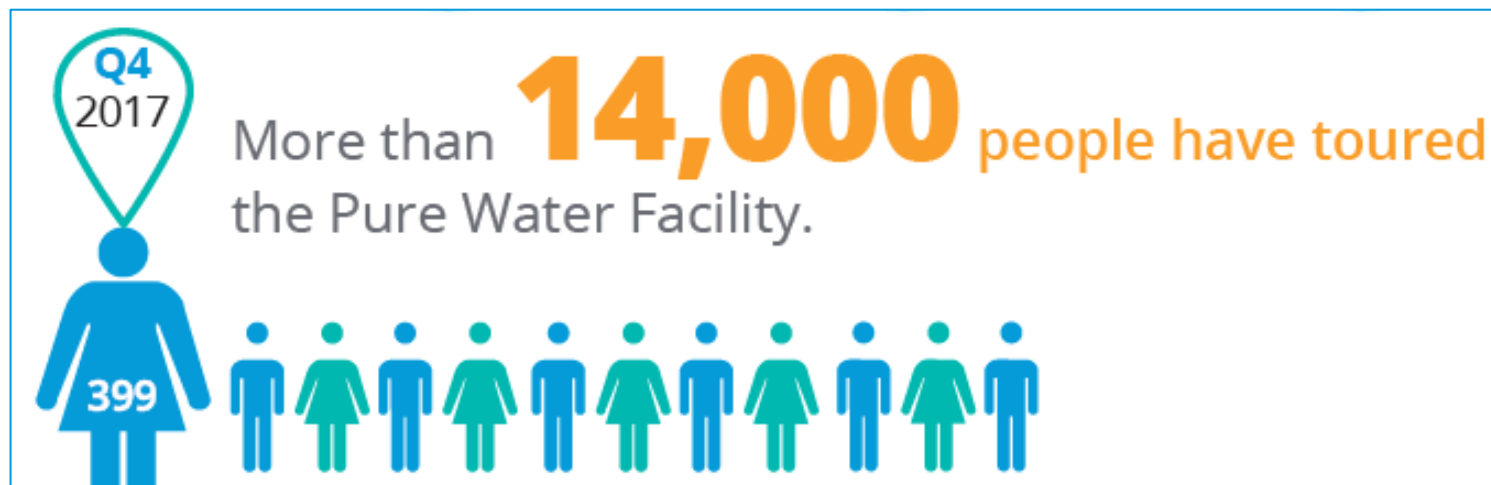 Q4
2017
More than 14,000 people have toured
the Pure Water Facility.
399